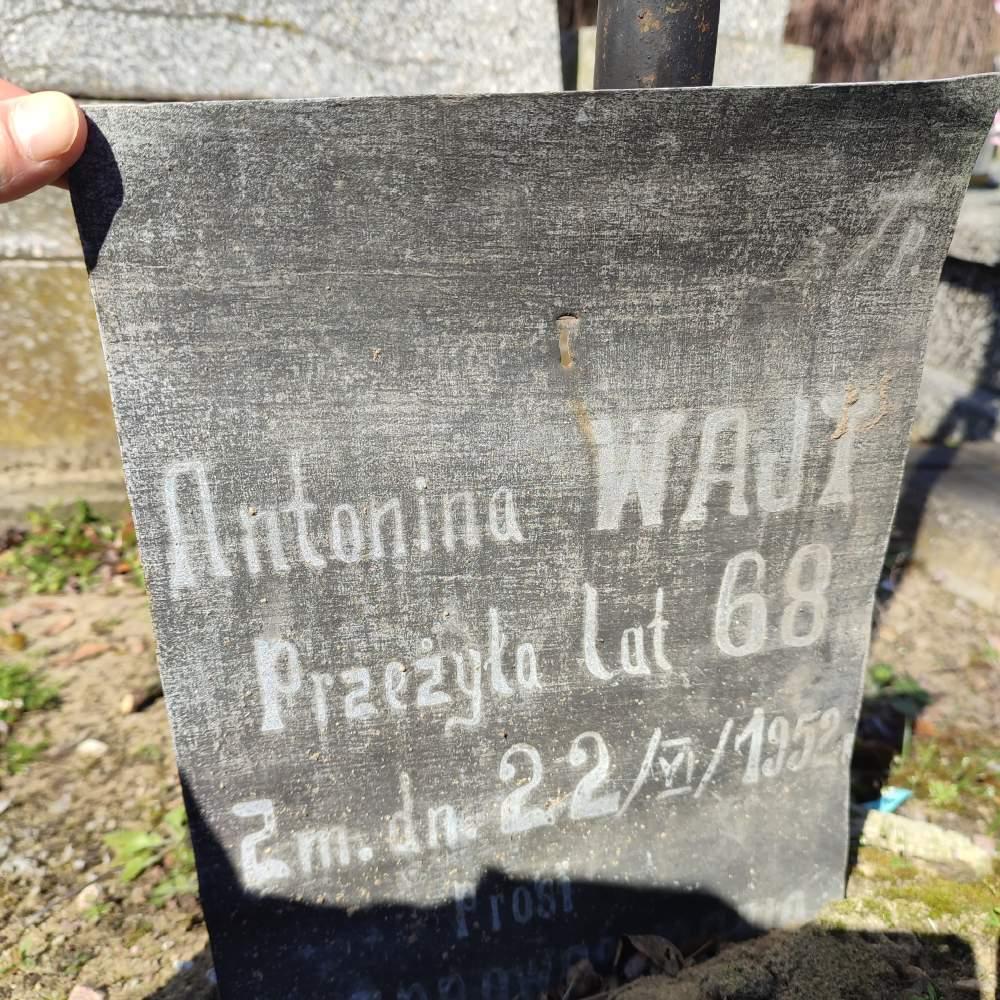 Ś. P.
Antonina WAJT
Przeżyła lat 68
Zm. dn. 22/VI/1952
Prosi